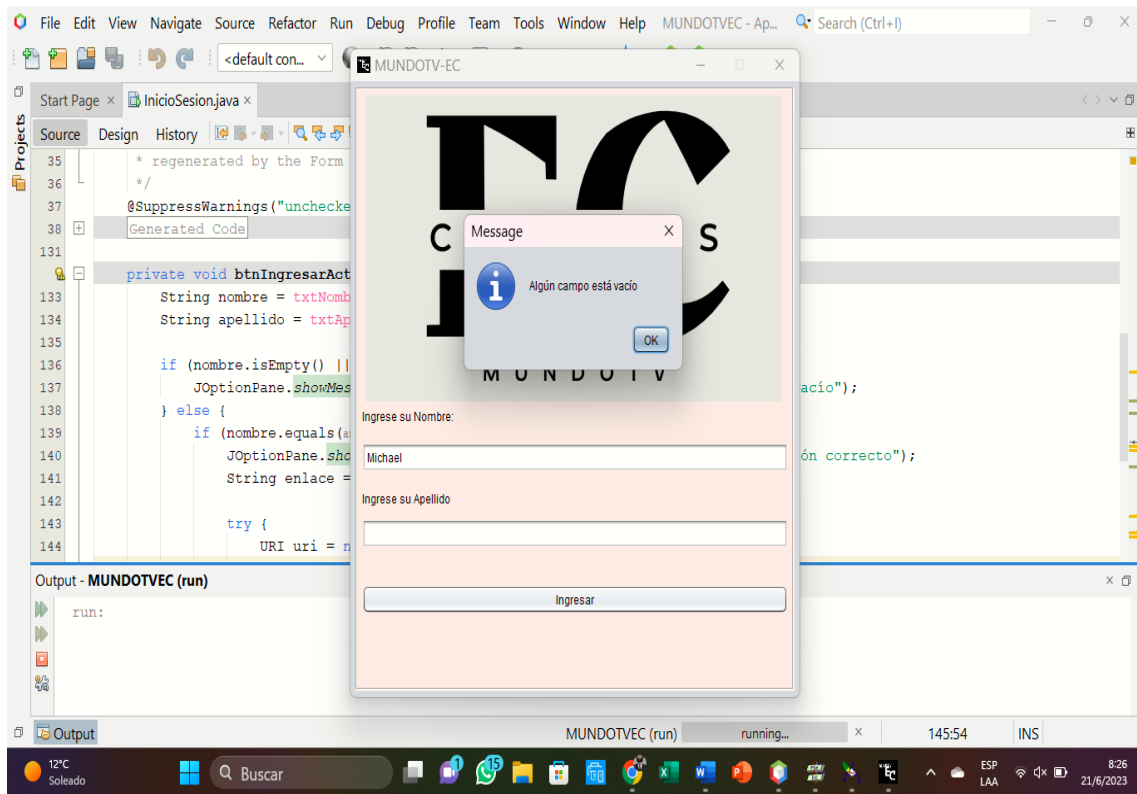 File Edit View Navigate Source Refactor Run Debug Profile Team Tools Window Help MUNDOTVEC - Ap... Search (Ctrl+I)
<default con...
MUNDOTV-EC
Start Page InicioSesion.java
Source Design History
Projects
35 * regenerated by the Form
36 */
37 @SuppressWarnings("unchecke
38 Generated Code
131
private void btnIngresarAct
133 String nombre = txtNomb
134 String apellido = txtAp
135
136 if (nombre.isEmpty() ||
137 JOptionPane.showMes acío");
138 } else {
139 if (nombre.equals(
140 JOptionPane.sho ón correcto");
141 String enlace =
142
143 try {
144 URI uri = n
EC
C S
MUNDOTV
Message
Algún campo está vacío
OK
Ingrese su Nombre:
Michael
Ingrese su Apellido
Ingresar
Output - MUNDOTVEC (run)
run:
Output
MUNDOTVEC (run) running... 145:54 INS
12°C
Soleado
Buscar
1
15
ESP
LAA
8:26
21/6/2023